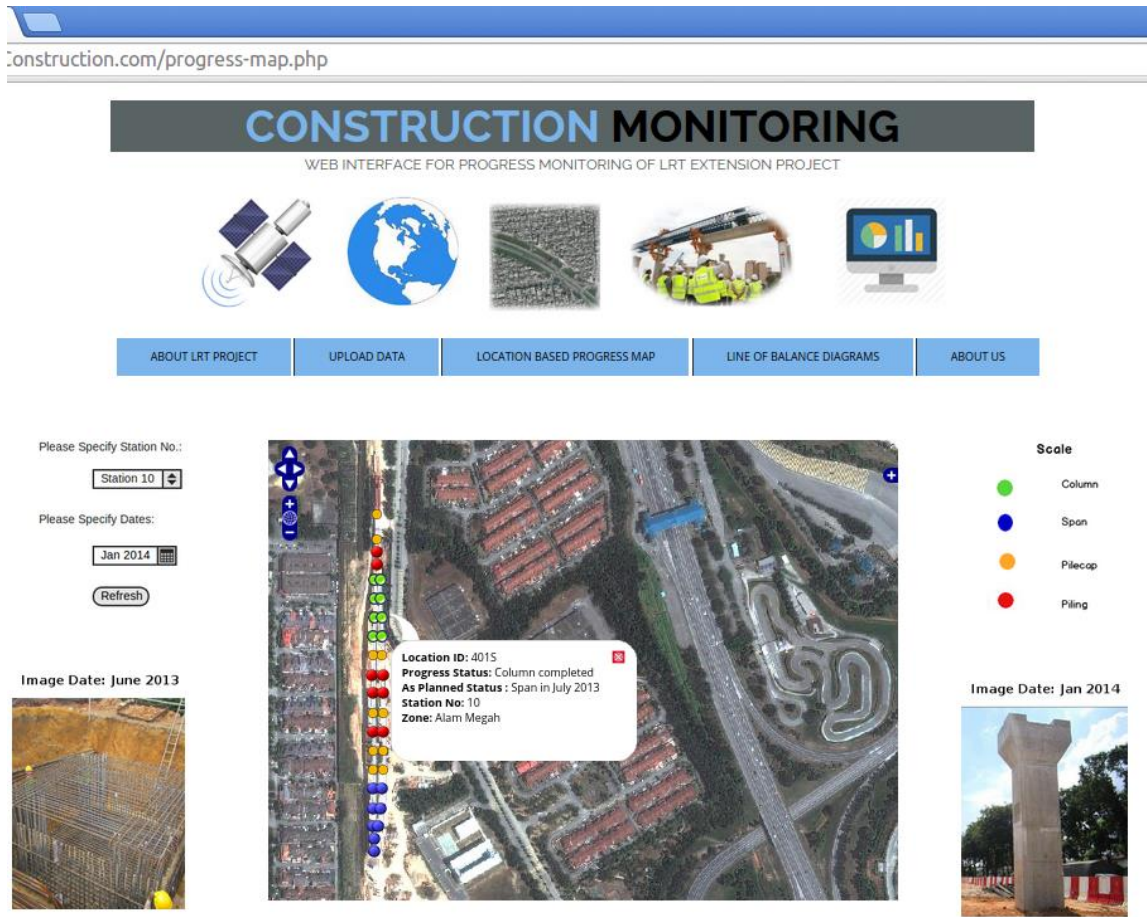 Construction.com/progress-map.php
CONSTRUCTION MONITORING
WEB INTERFACE FOR PROGRESS MONITORING OF LRT EXTENSION PROJECT
ABOUT LRT PROJECT
UPLOAD DATA
LOCATION BASED PROGRESS MAP
LINE OF BALANCE DIAGRAMS
ABOUT US
Please Specify Station No.:
Station 10
Please Specify Dates:
Jan 2014
Refresh
Image Date: June 2013
Location ID: 401S
Progress Status: Column completed
As Planned Status : Span in July 2013
Station No: 10
Zone: Alam Megah
Scale
Column
Span
Pilecap
Piling
Image Date: Jan 2014